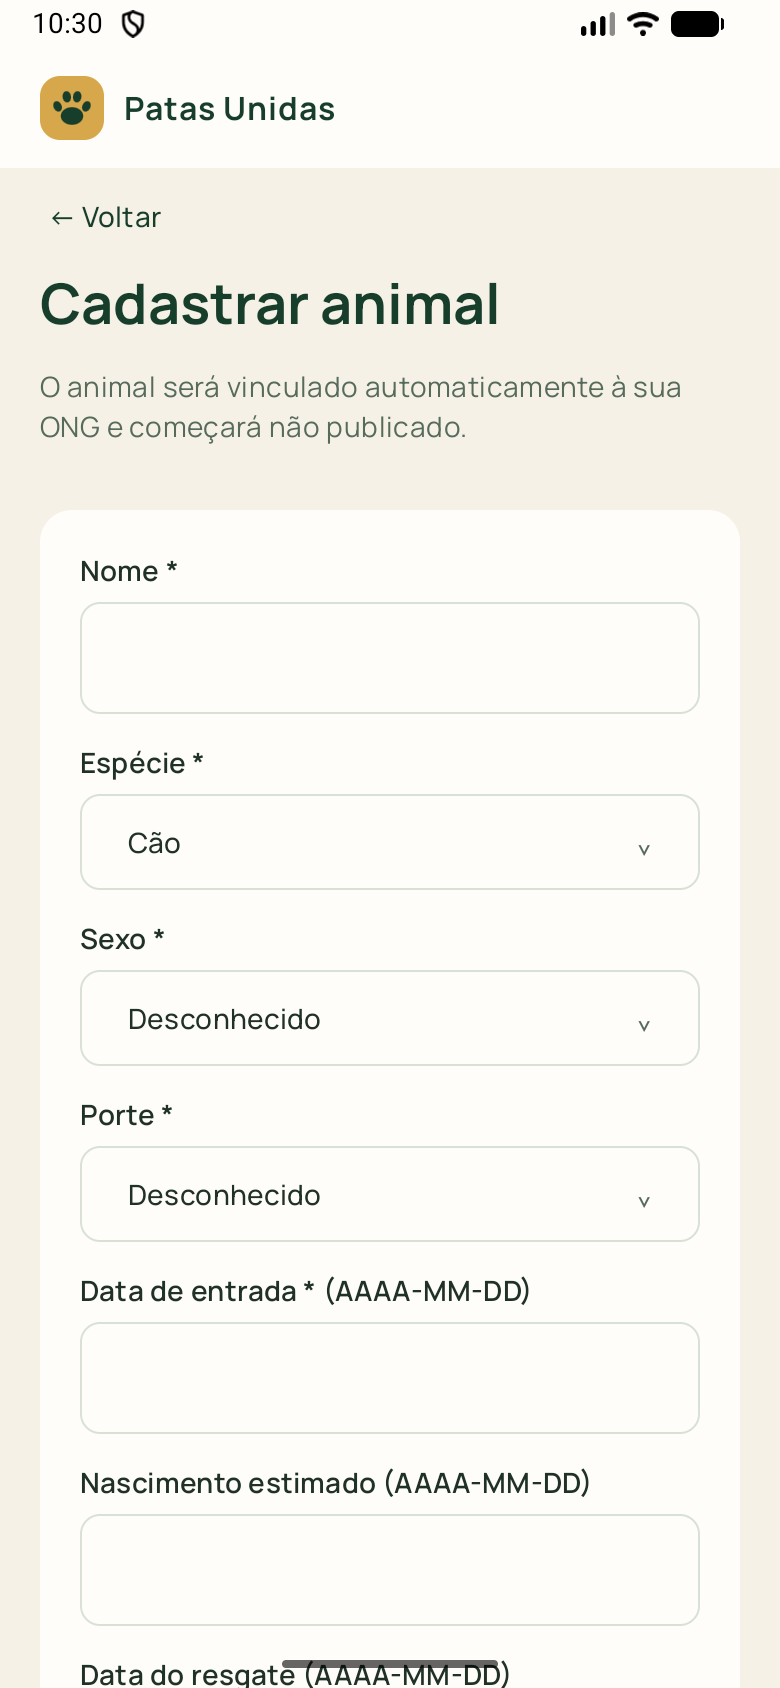 10:30
Patas Unidas
← Voltar
Cadastrar animal
O animal será vinculado automaticamente à sua
ONG e começará não publicado.
Nome *
Espécie *
Cão
Sexo *
Desconhecido
Porte *
Desconhecido
Data de entrada * (AAAA-MM-DD)
Nascimento estimado (AAAA-MM-DD)
Data do resgate (AAAA-MM-DD)